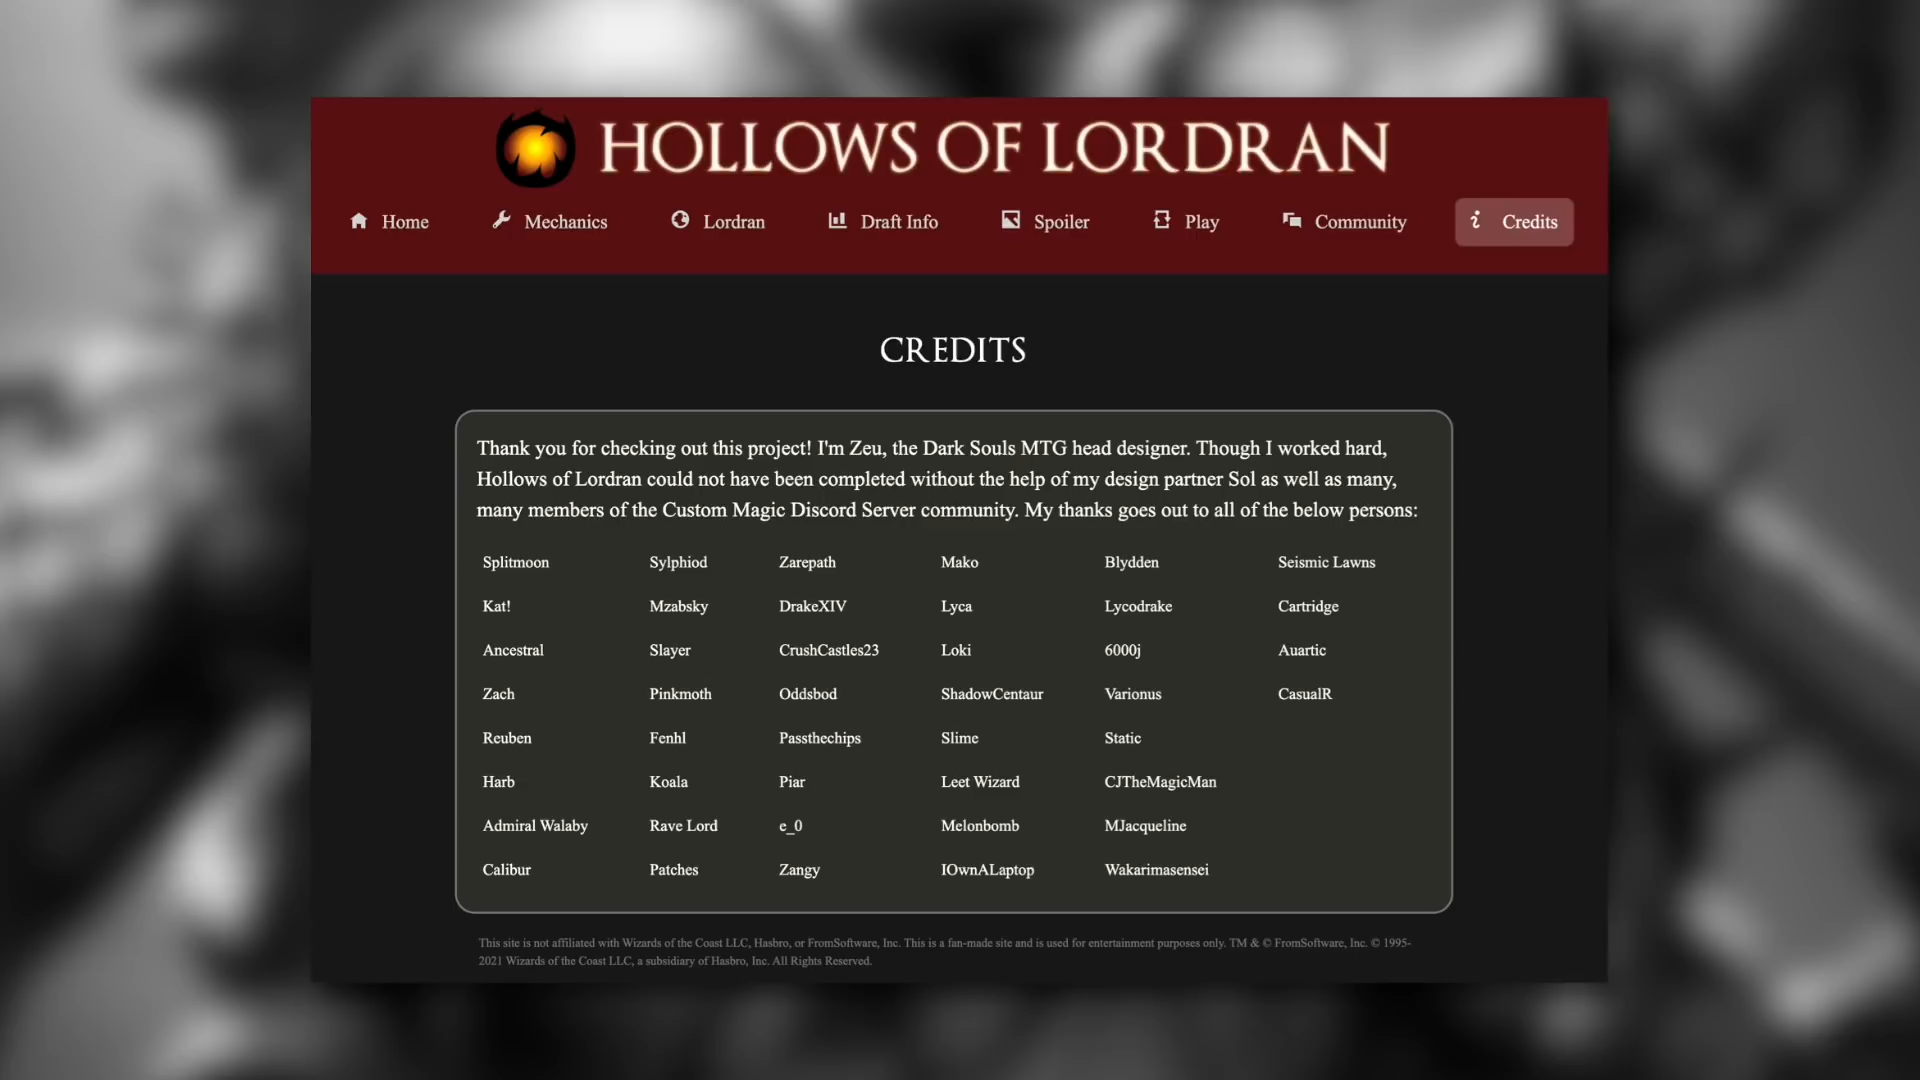 HOLLOWS OF LORDRAN
Home Mechanics Lordran Draft Info Spoiler Play Community Credits
CREDITS
Thank you for checking out this project! I'm Zeu, the Dark Souls MTG head designer. Though I worked hard,
Hollows of Lordran could not have been completed without the help of my design partner Sol as well as many,
many members of the Custom Magic Discord Server community. My thanks goes out to all of the below persons:
Splitmoon Sylphiod Zarepath Mako Blydden Seismic Lawns
Kat! Mzabsky DrakeXIV Lyca Lycodrake Cartridge
Ancestral Slayer CrushCastles23 Loki 6000j Auartic
Zach Pinkmoth Oddsbod ShadowCentaur Varionus CasualR
Reuben Fenhl Passthechips Slime Static
Harb Koala Piar Leet Wizard CJTheMagicMan
Admiral Walaby Rave Lord e_0 Melonbomb MJacqueline
Calibur Patches Zangy IOwnALaptop Wakarimasensei
This site is not affiliated with Wizards of the Coast LLC, Hasbro, or FromSoftware, Inc. This is a fan-made site and is used for entertainment purposes only. TM & © FromSoftware, Inc. © 1995-
2021 Wizards of the Coast LLC, a subsidiary of Hasbro, Inc. All Rights Reserved.